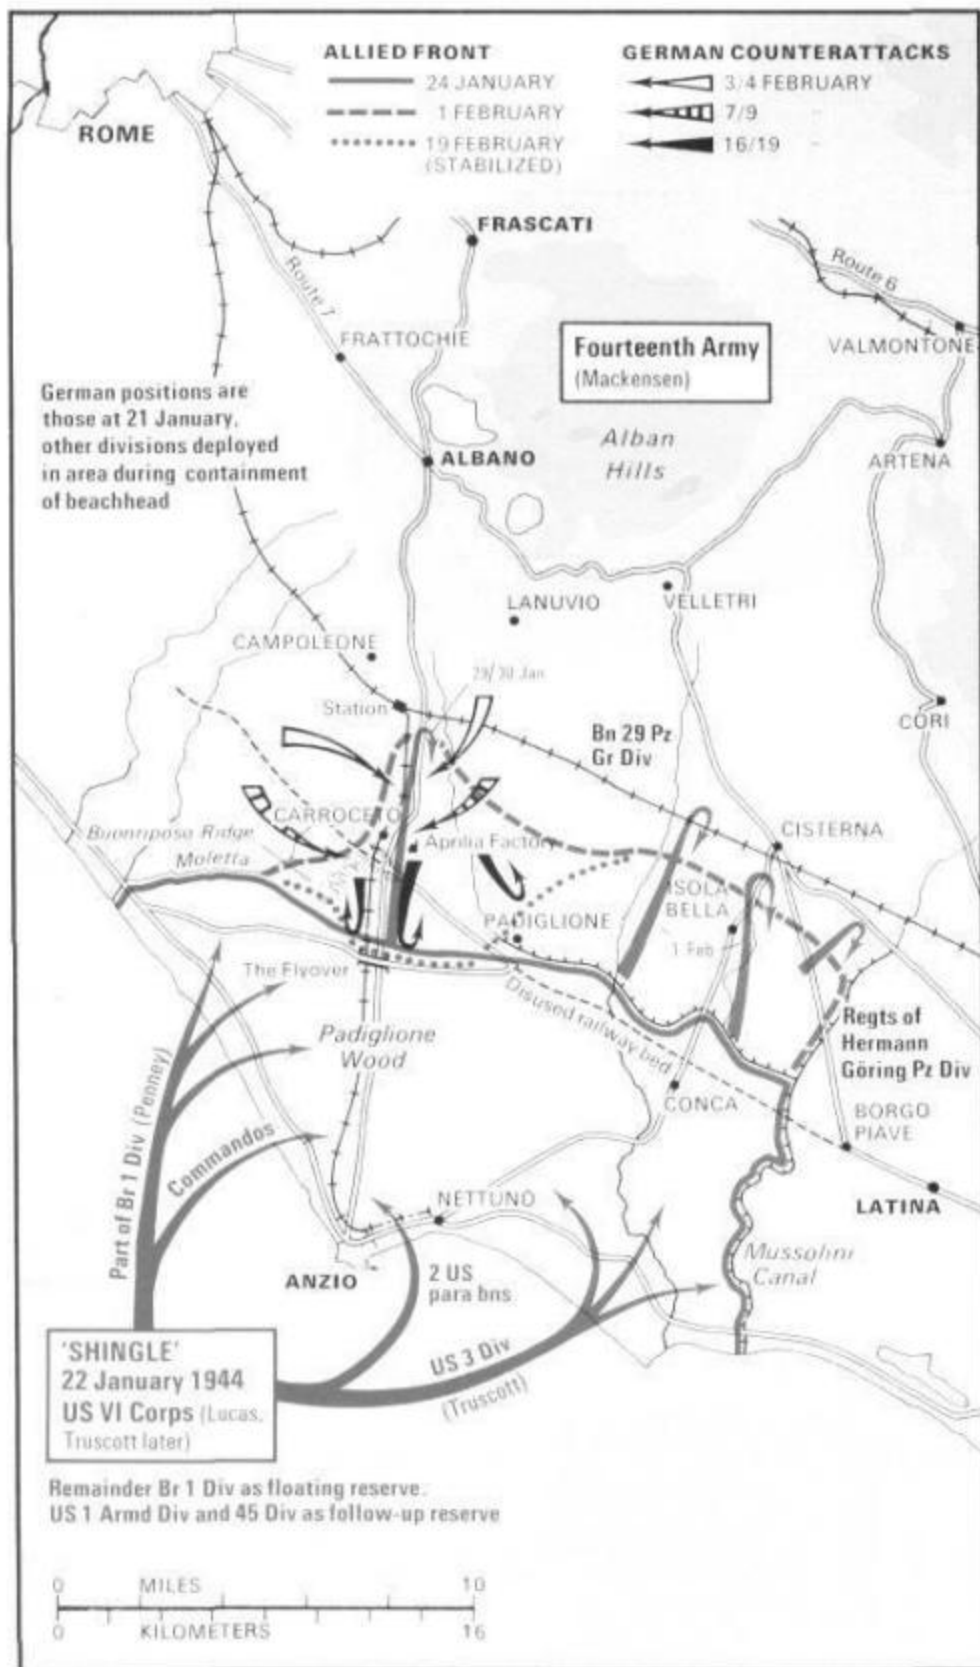 ALLIED FRONT
24 JANUARY
1 FEBRUARY
19 FEBRUARY
(STABILIZED)
GERMAN COUNTERATTACKS
3/4 FEBRUARY
7/9
16/19
ROME
FRASCATI
Route 7
Route 6
FRATTOCHIE
VALMONTONE
Fourteenth Army
(Mackensen)
German positions are
those at 21 January,
other divisions deployed
in area during containment
of beachhead
Alban
Hills
ALBANO
ARTENA
LANUVIO
VELLETRI
CAMPOLEONE
29/30 Jan
Station
CORI
Bn 29 Pz
Gr Div
CARROCETO
CISTERNA
Buonriposo Ridge
Moletta
Aprilia Factory
ISOLA
BELLA
PADIGLIONE
1 Feb
The Flyover
Disused railway bed
Padiglione
Wood
Regts of
Hermann
Göring Pz Div
CONCA
BORGO
PIAVE
Part of Br 1 Div (Penney)
Commandos
NETTUNO
LATINA
Mussolini
Canal
ANZIO
2 US
para bns
US 3 Div
(Truscott)
'SHINGLE'
22 January 1944
US VI Corps (Lucas,
Truscott later)
Remainder Br 1 Div as floating reserve.
US 1 Armd Div and 45 Div as follow-up reserve
0 MILES 10
0 KILOMETERS 16